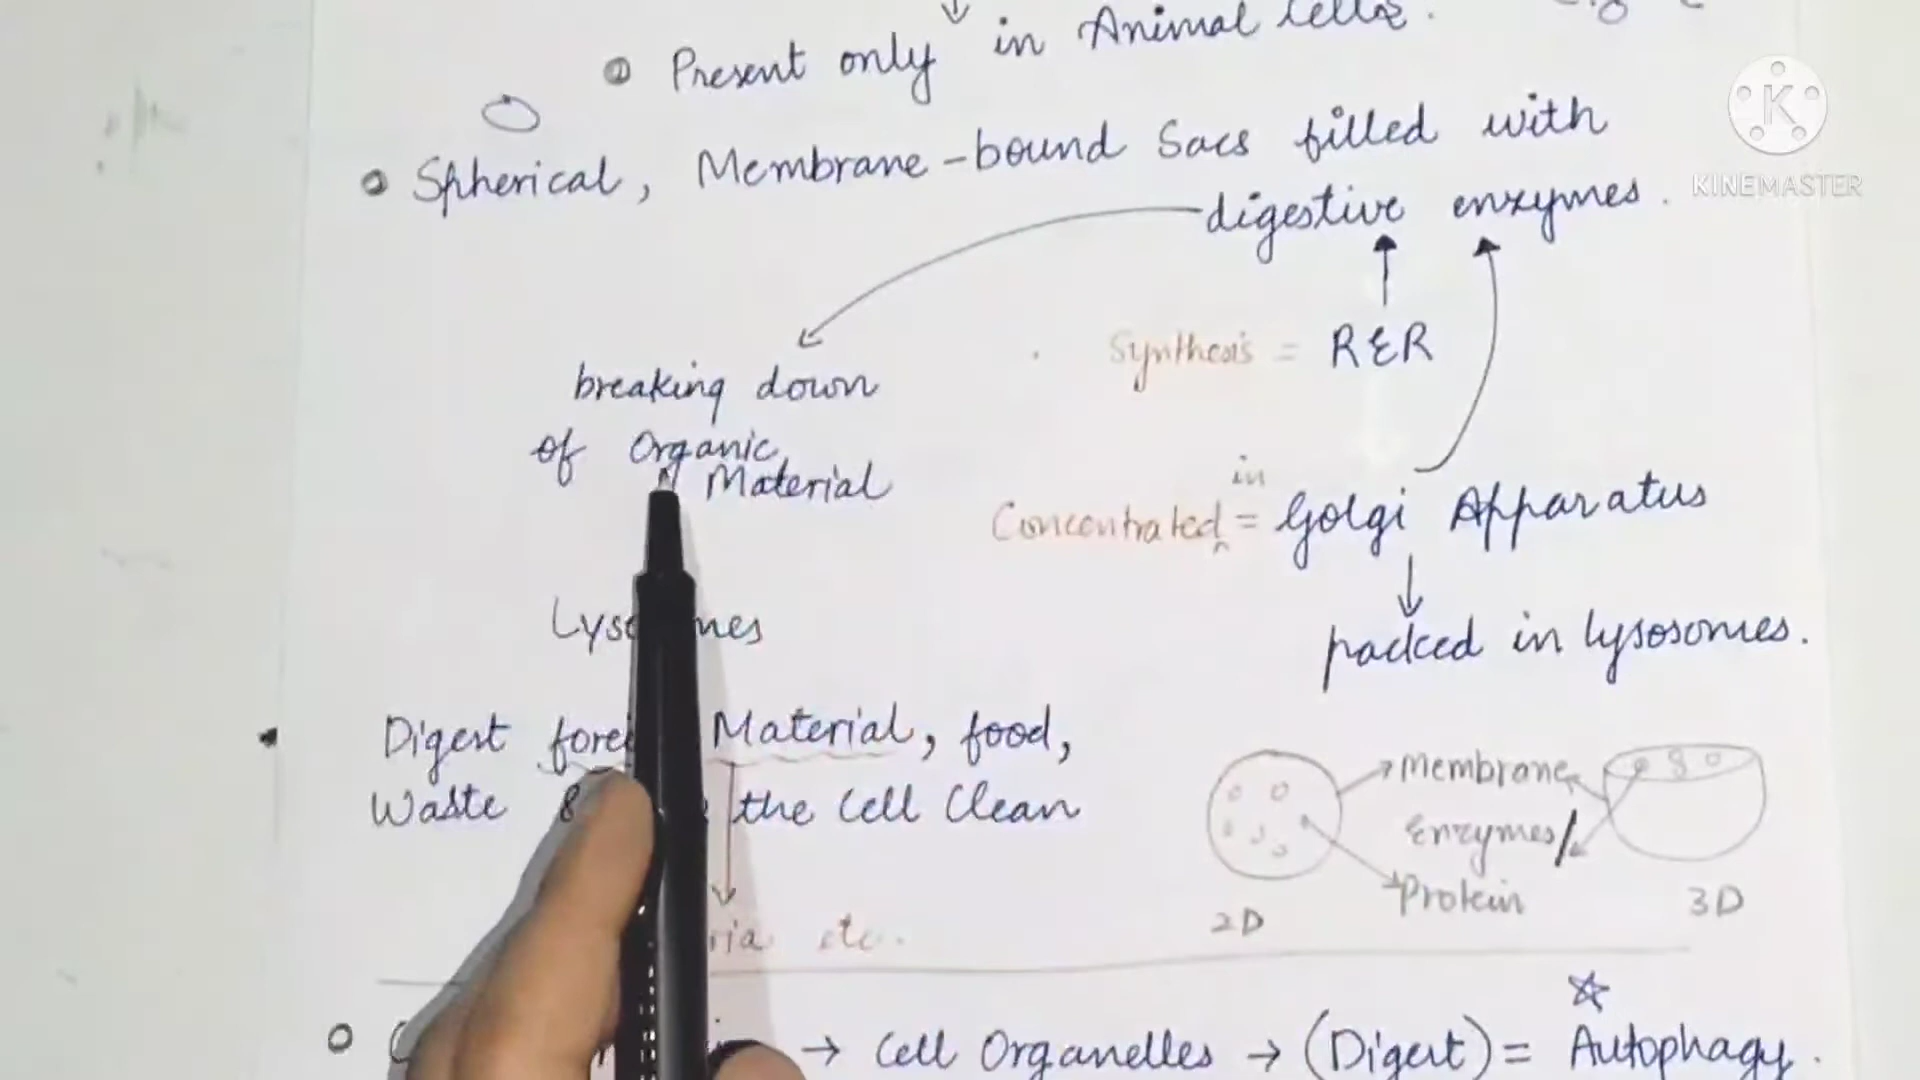 Present only in Animal Cells.
KINEMASTER
Spherical, Membrane-bound Sacs filled with
digestive enzymes.
breaking down
of Organic
Material
Synthesis = RER
Concentrated in = Golgi Apparatus
packed in lysosomes.
Digest Material, food,
Waste & the Cell Clean
etc.
Membrane
Enzymes/
Protein
2D
3D
→ Cell Organelles → (Digest) = Autophagy.